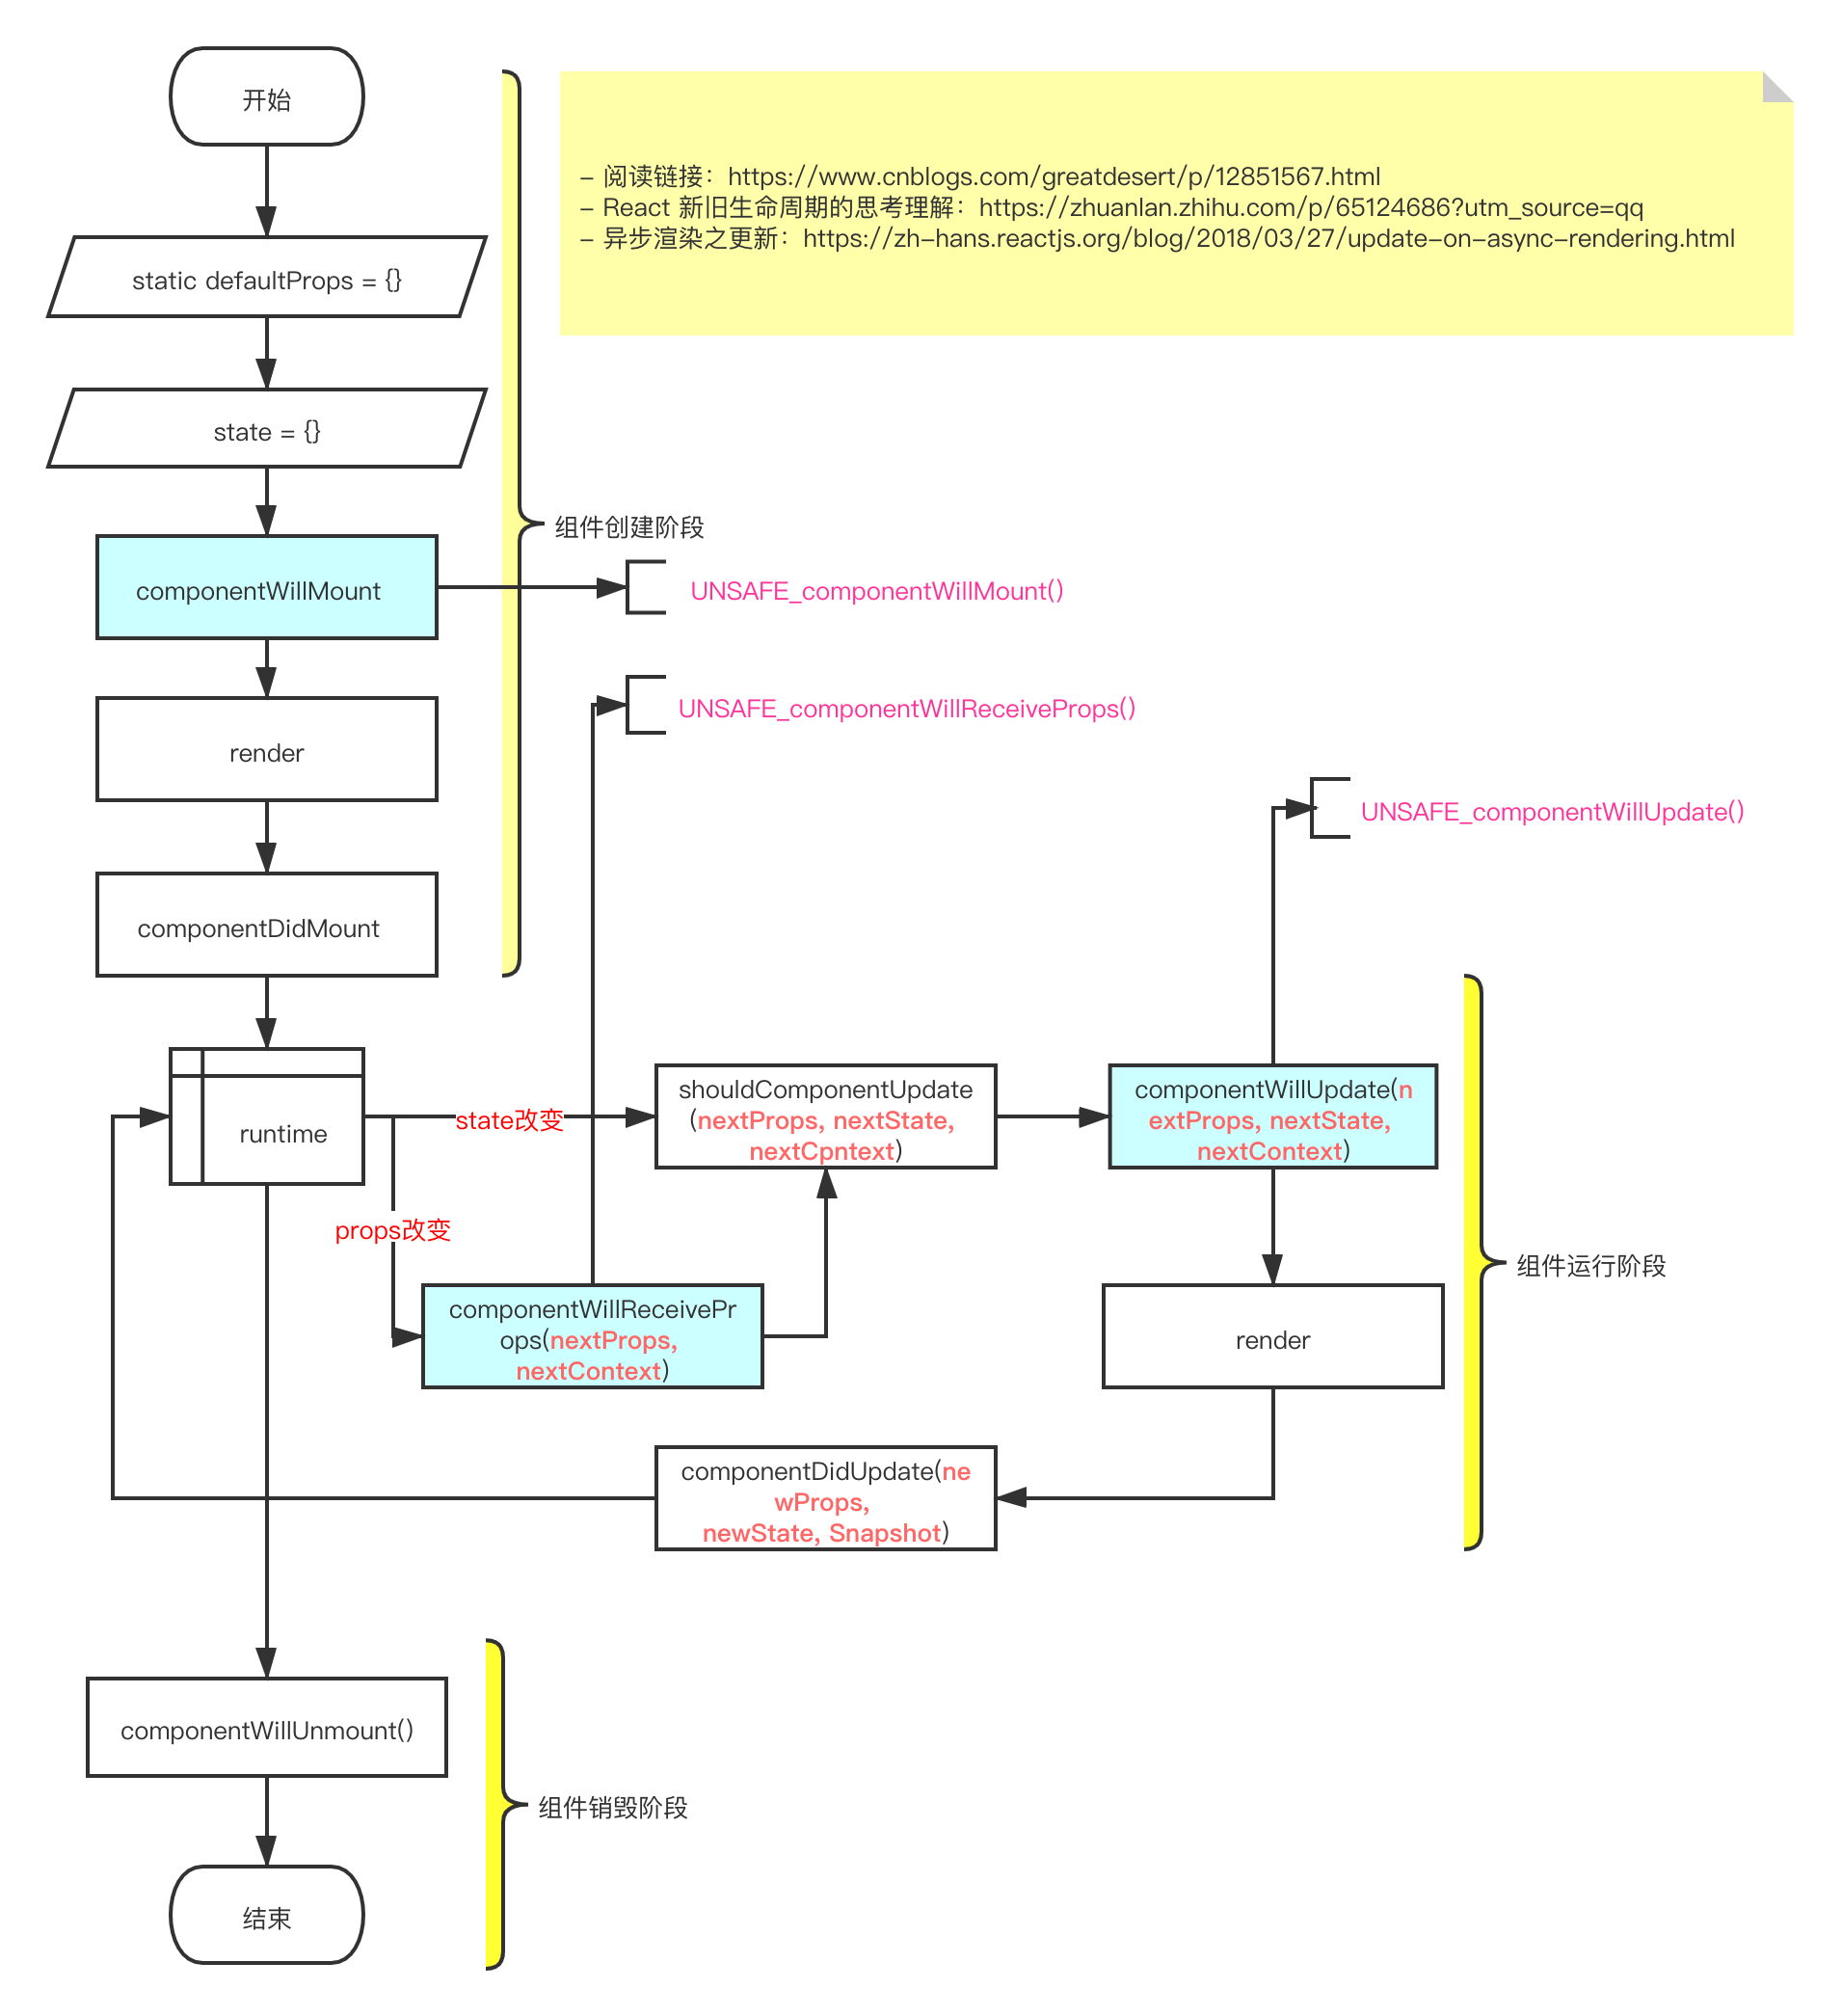 开始
- 阅读链接：https://www.cnblogs.com/greatdesert/p/12851567.html
- React 新旧生命周期的思考理解：https://zhuanlan.zhihu.com/p/65124686?utm_source=qq
- 异步渲染之更新：https://zh-hans.reactjs.org/blog/2018/03/27/update-on-async-rendering.html
static defaultProps = {}
state = {}
组件创建阶段
componentWillMount
UNSAFE_componentWillMount()
render
UNSAFE_componentWillReceiveProps()
UNSAFE_componentWillUpdate()
componentDidMount
runtime
state改变
shouldComponentUpdate
(nextProps, nextState,
nextCpntext)
componentWillUpdate(n
extProps, nextState,
nextContext)
props改变
组件运行阶段
componentWillReceivePr
ops(nextProps,
nextContext)
render
componentDidUpdate(ne
wProps,
newState, Snapshot)
componentWillUnmount()
组件销毁阶段
结束